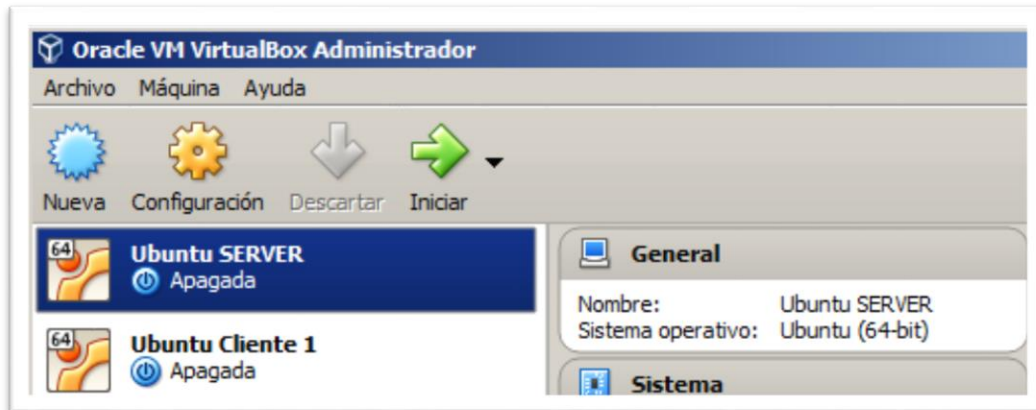 Oracle VM VirtualBox Administrador
Archivo Máquina Ayuda
Nueva Configuración Descartar Iniciar
64 Ubuntu SERVER
Apagada
64 Ubuntu Cliente 1
Apagada
General
Nombre: Ubuntu SERVER
Sistema operativo: Ubuntu (64-bit)
Sistema